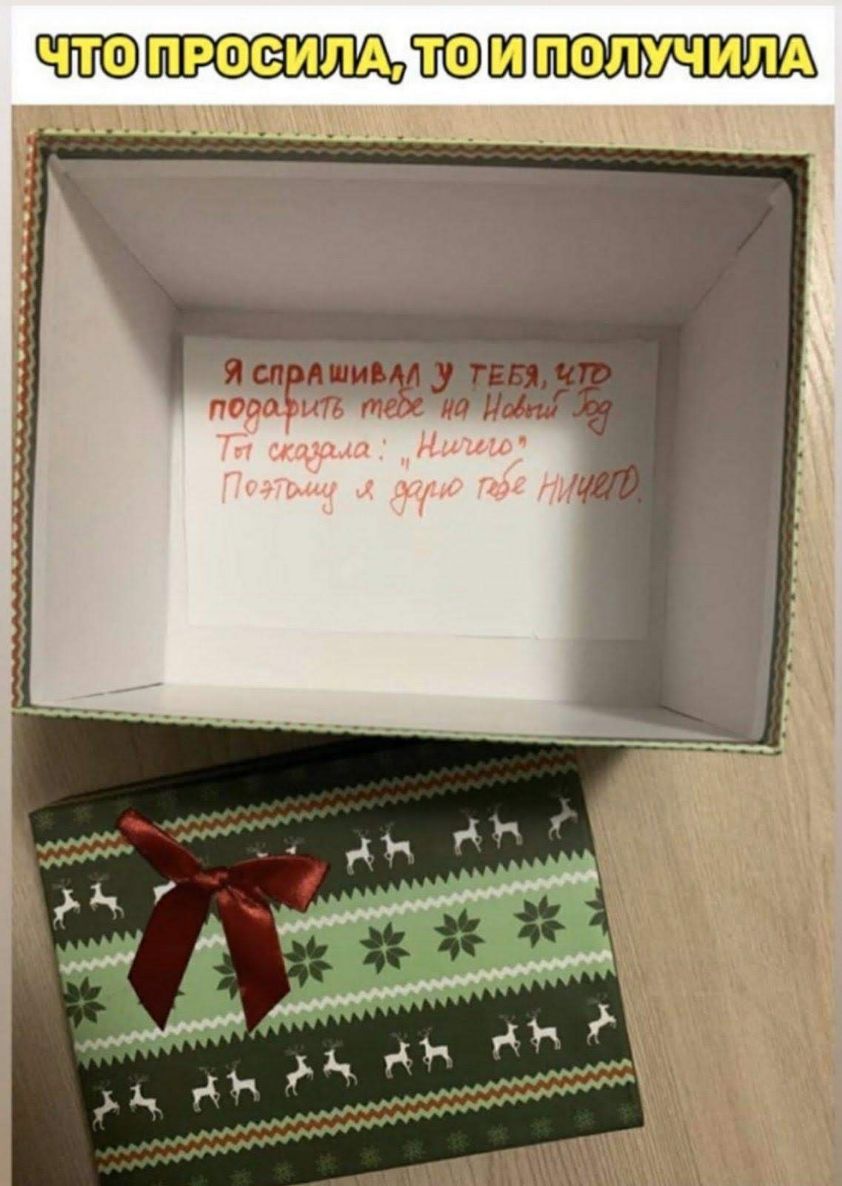 ЧТО ПРОСИЛА, ТО И ПОЛУЧИЛА
Я СПРАШИВАЛ У ТЕБЯ, ЧТО
подарить тебе на Новый Год
Ты сказала: „Ничего"
Поэтому я дарю тебе НИЧЕГО.